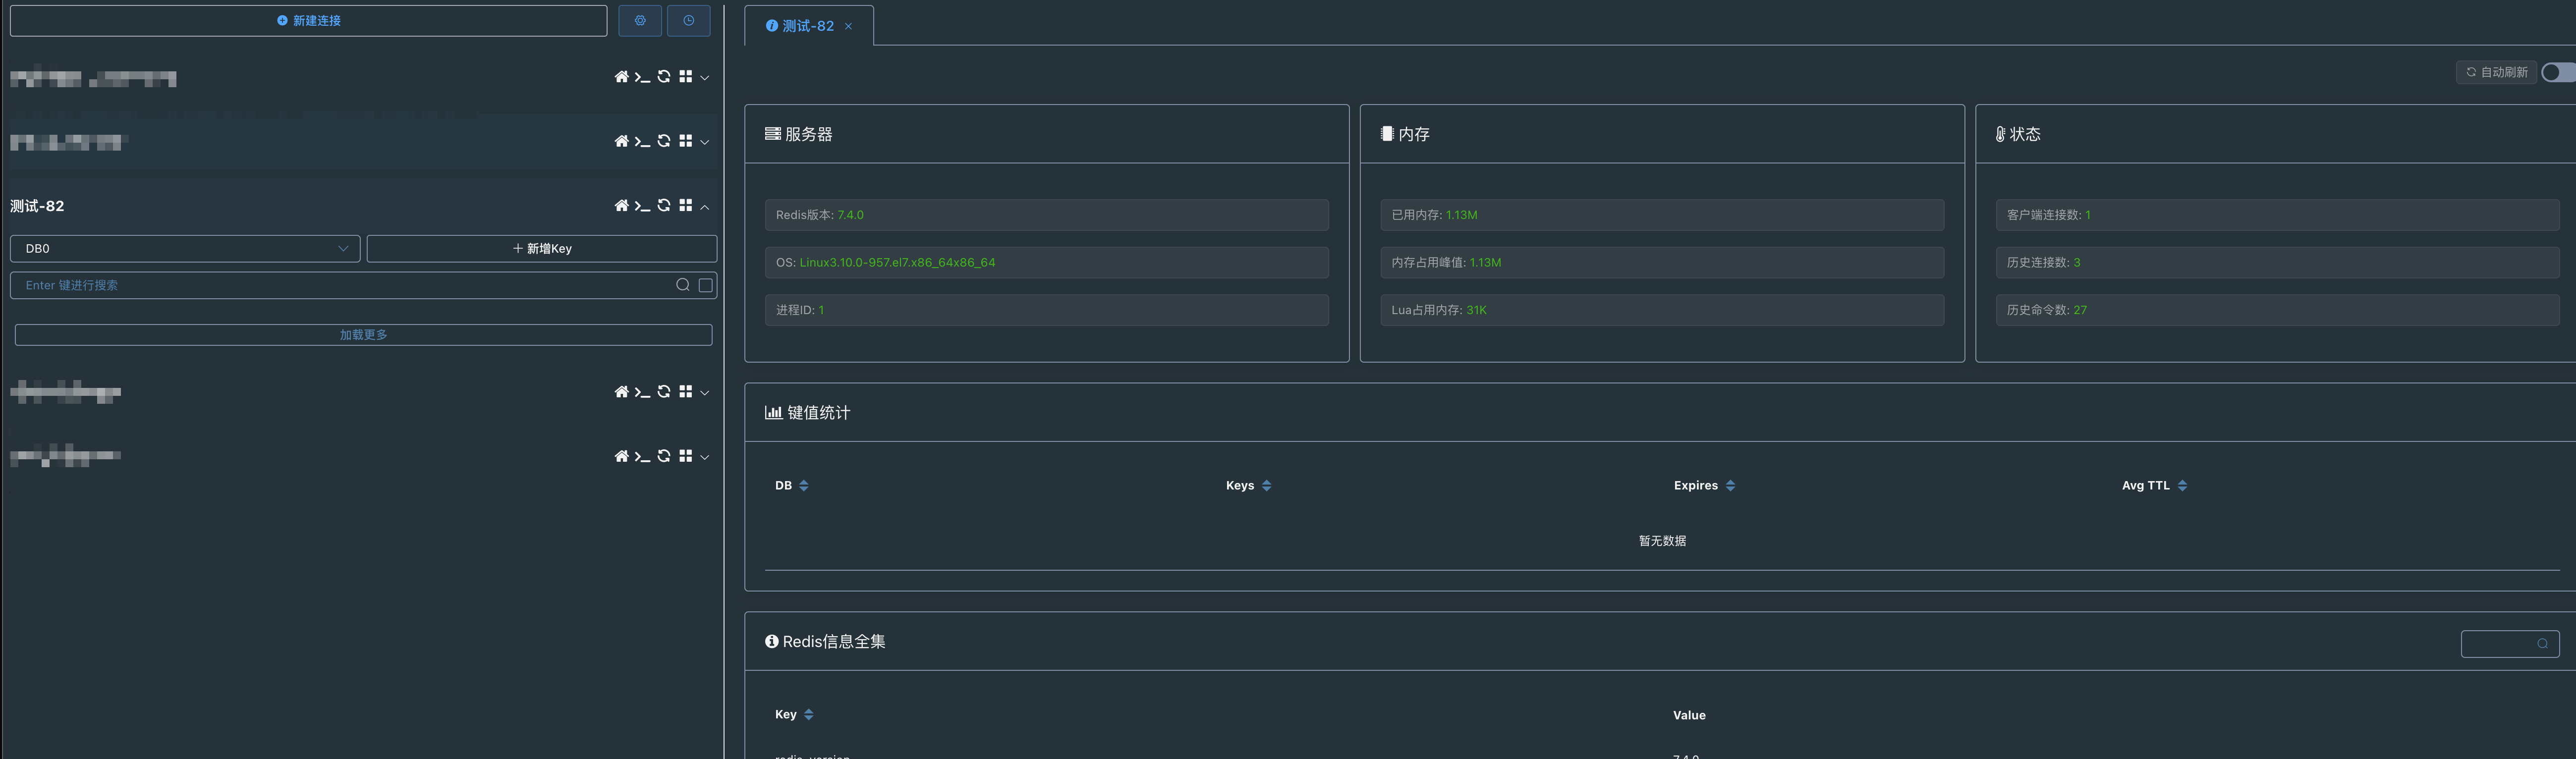 新建连接
测试-82
自动刷新
测试-82
DB0
新增Key
Enter 键进行搜索
加载更多
服务器
Redis版本: 7.4.0
OS: Linux3.10.0-957.el7.x86_64x86_64
进程ID: 1
内存
已用内存: 1.13M
内存占用峰值: 1.13M
Lua占用内存: 31K
状态
客户端连接数: 1
历史连接数: 3
历史命令数: 27
键值统计
DB Keys Expires Avg TTL
暂无数据
Redis信息全集
Key Value
redis_version 7.4.0